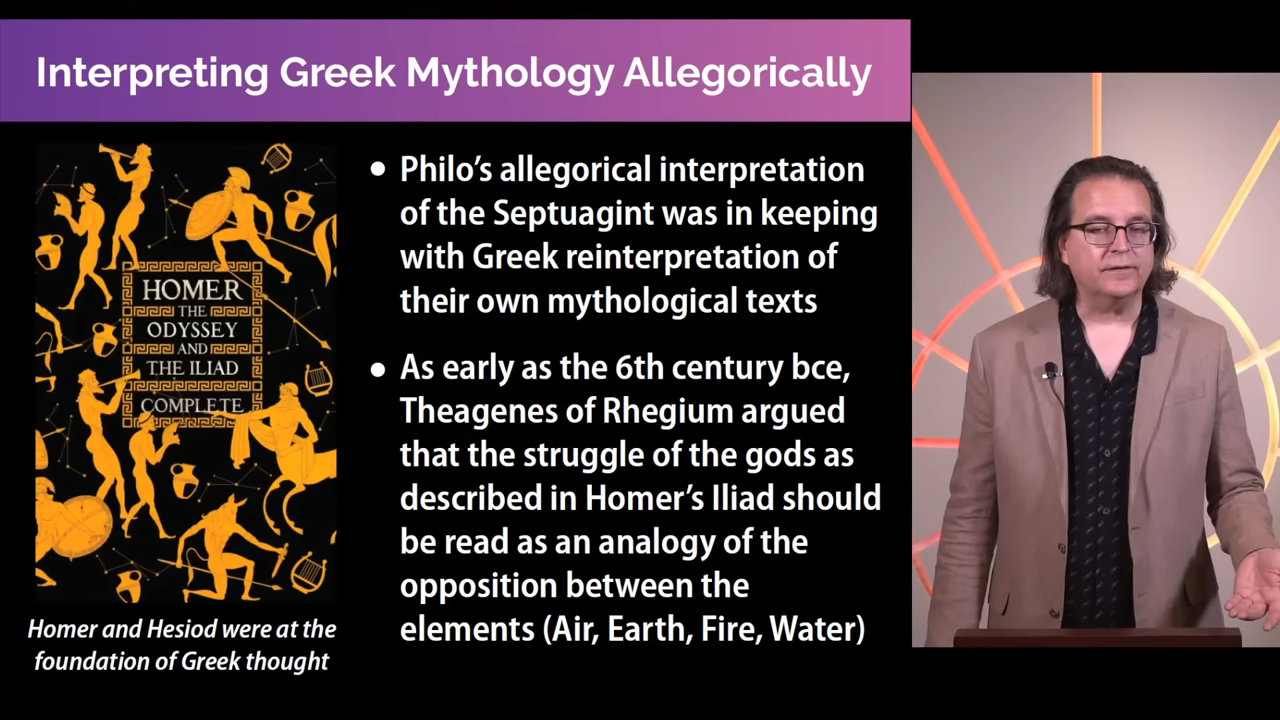 Interpreting Greek Mythology Allegorically
HOMER
THE
ODYSSEY
AND
THE ILIAD
COMPLETE
Homer and Hesiod were at the
foundation of Greek thought
• Philo’s allegorical interpretation
of the Septuagint was in keeping
with Greek reinterpretation of
their own mythological texts
• As early as the 6th century bce,
Theagenes of Rhegium argued
that the struggle of the gods as
described in Homer’s Iliad should
be read as an analogy of the
opposition between the
elements (Air, Earth, Fire, Water)